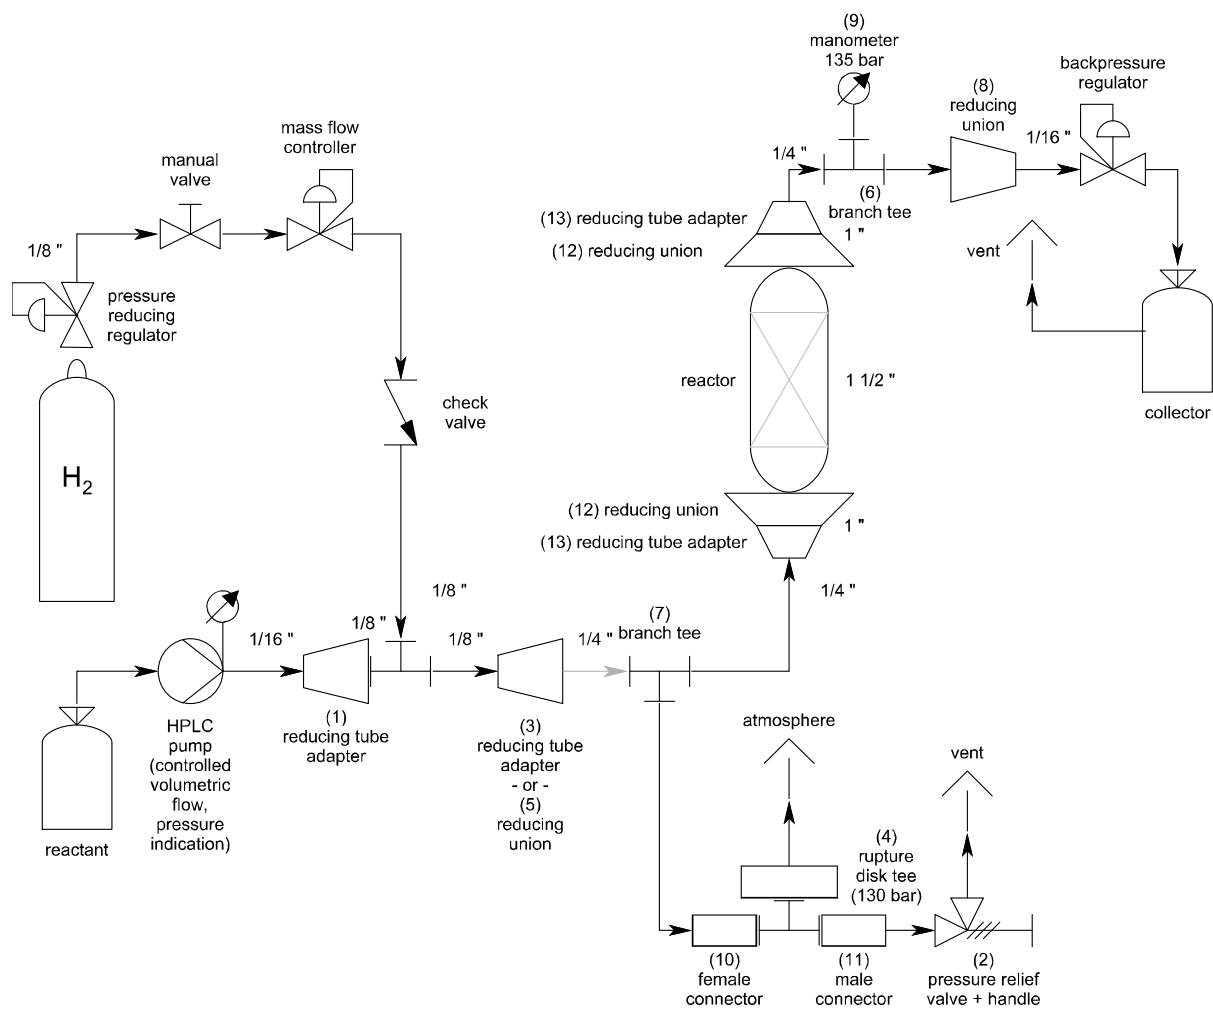 (9)
manometer
135 bar
backpressure
regulator
(8)
reducing
union
1/16 "
mass flow
controller
manual
valve
1/4 "
(6)
branch tee
(13) reducing tube adapter
1 "
(12) reducing union
vent
1/8 "
pressure
reducing
regulator
reactor
1 1/2 "
collector
check
valve
H2
(12) reducing union
1 "
(13) reducing tube adapter
1/8 "
1/4 "
1/16 "
1/8 "
1/8 "
1/4 "
(7)
branch tee
(1)
reducing tube
adapter
(3)
reducing tube
adapter
- or -
(5)
reducing
union
HPLC
pump
(controlled
volumetric
flow,
pressure
indication)
reactant
atmosphere
vent
(4)
rupture
disk tee
(130 bar)
(10)
female
connector
(11)
male
connector
(2)
pressure relief
valve + handle